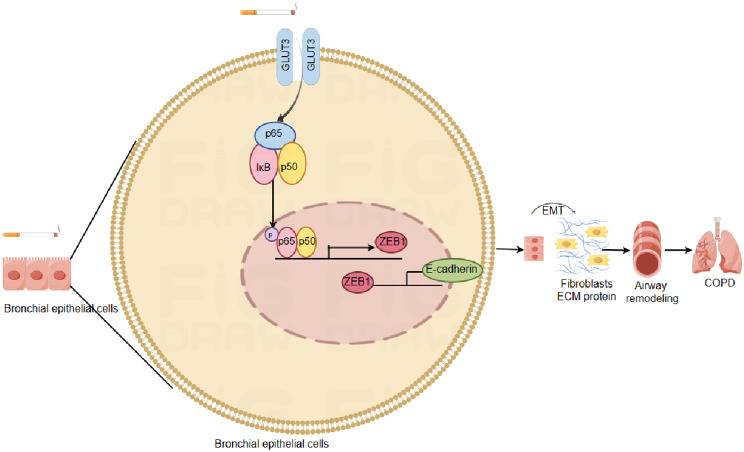 GLUT3
GLUT3
p65
IκB
p50
p
p65
p50
ZEB1
ZEB1
E-cadherin
Bronchial epithelial cells
Bronchial epithelial cells
EMT
Fibroblasts
ECM protein
Airway
remodeling
COPD